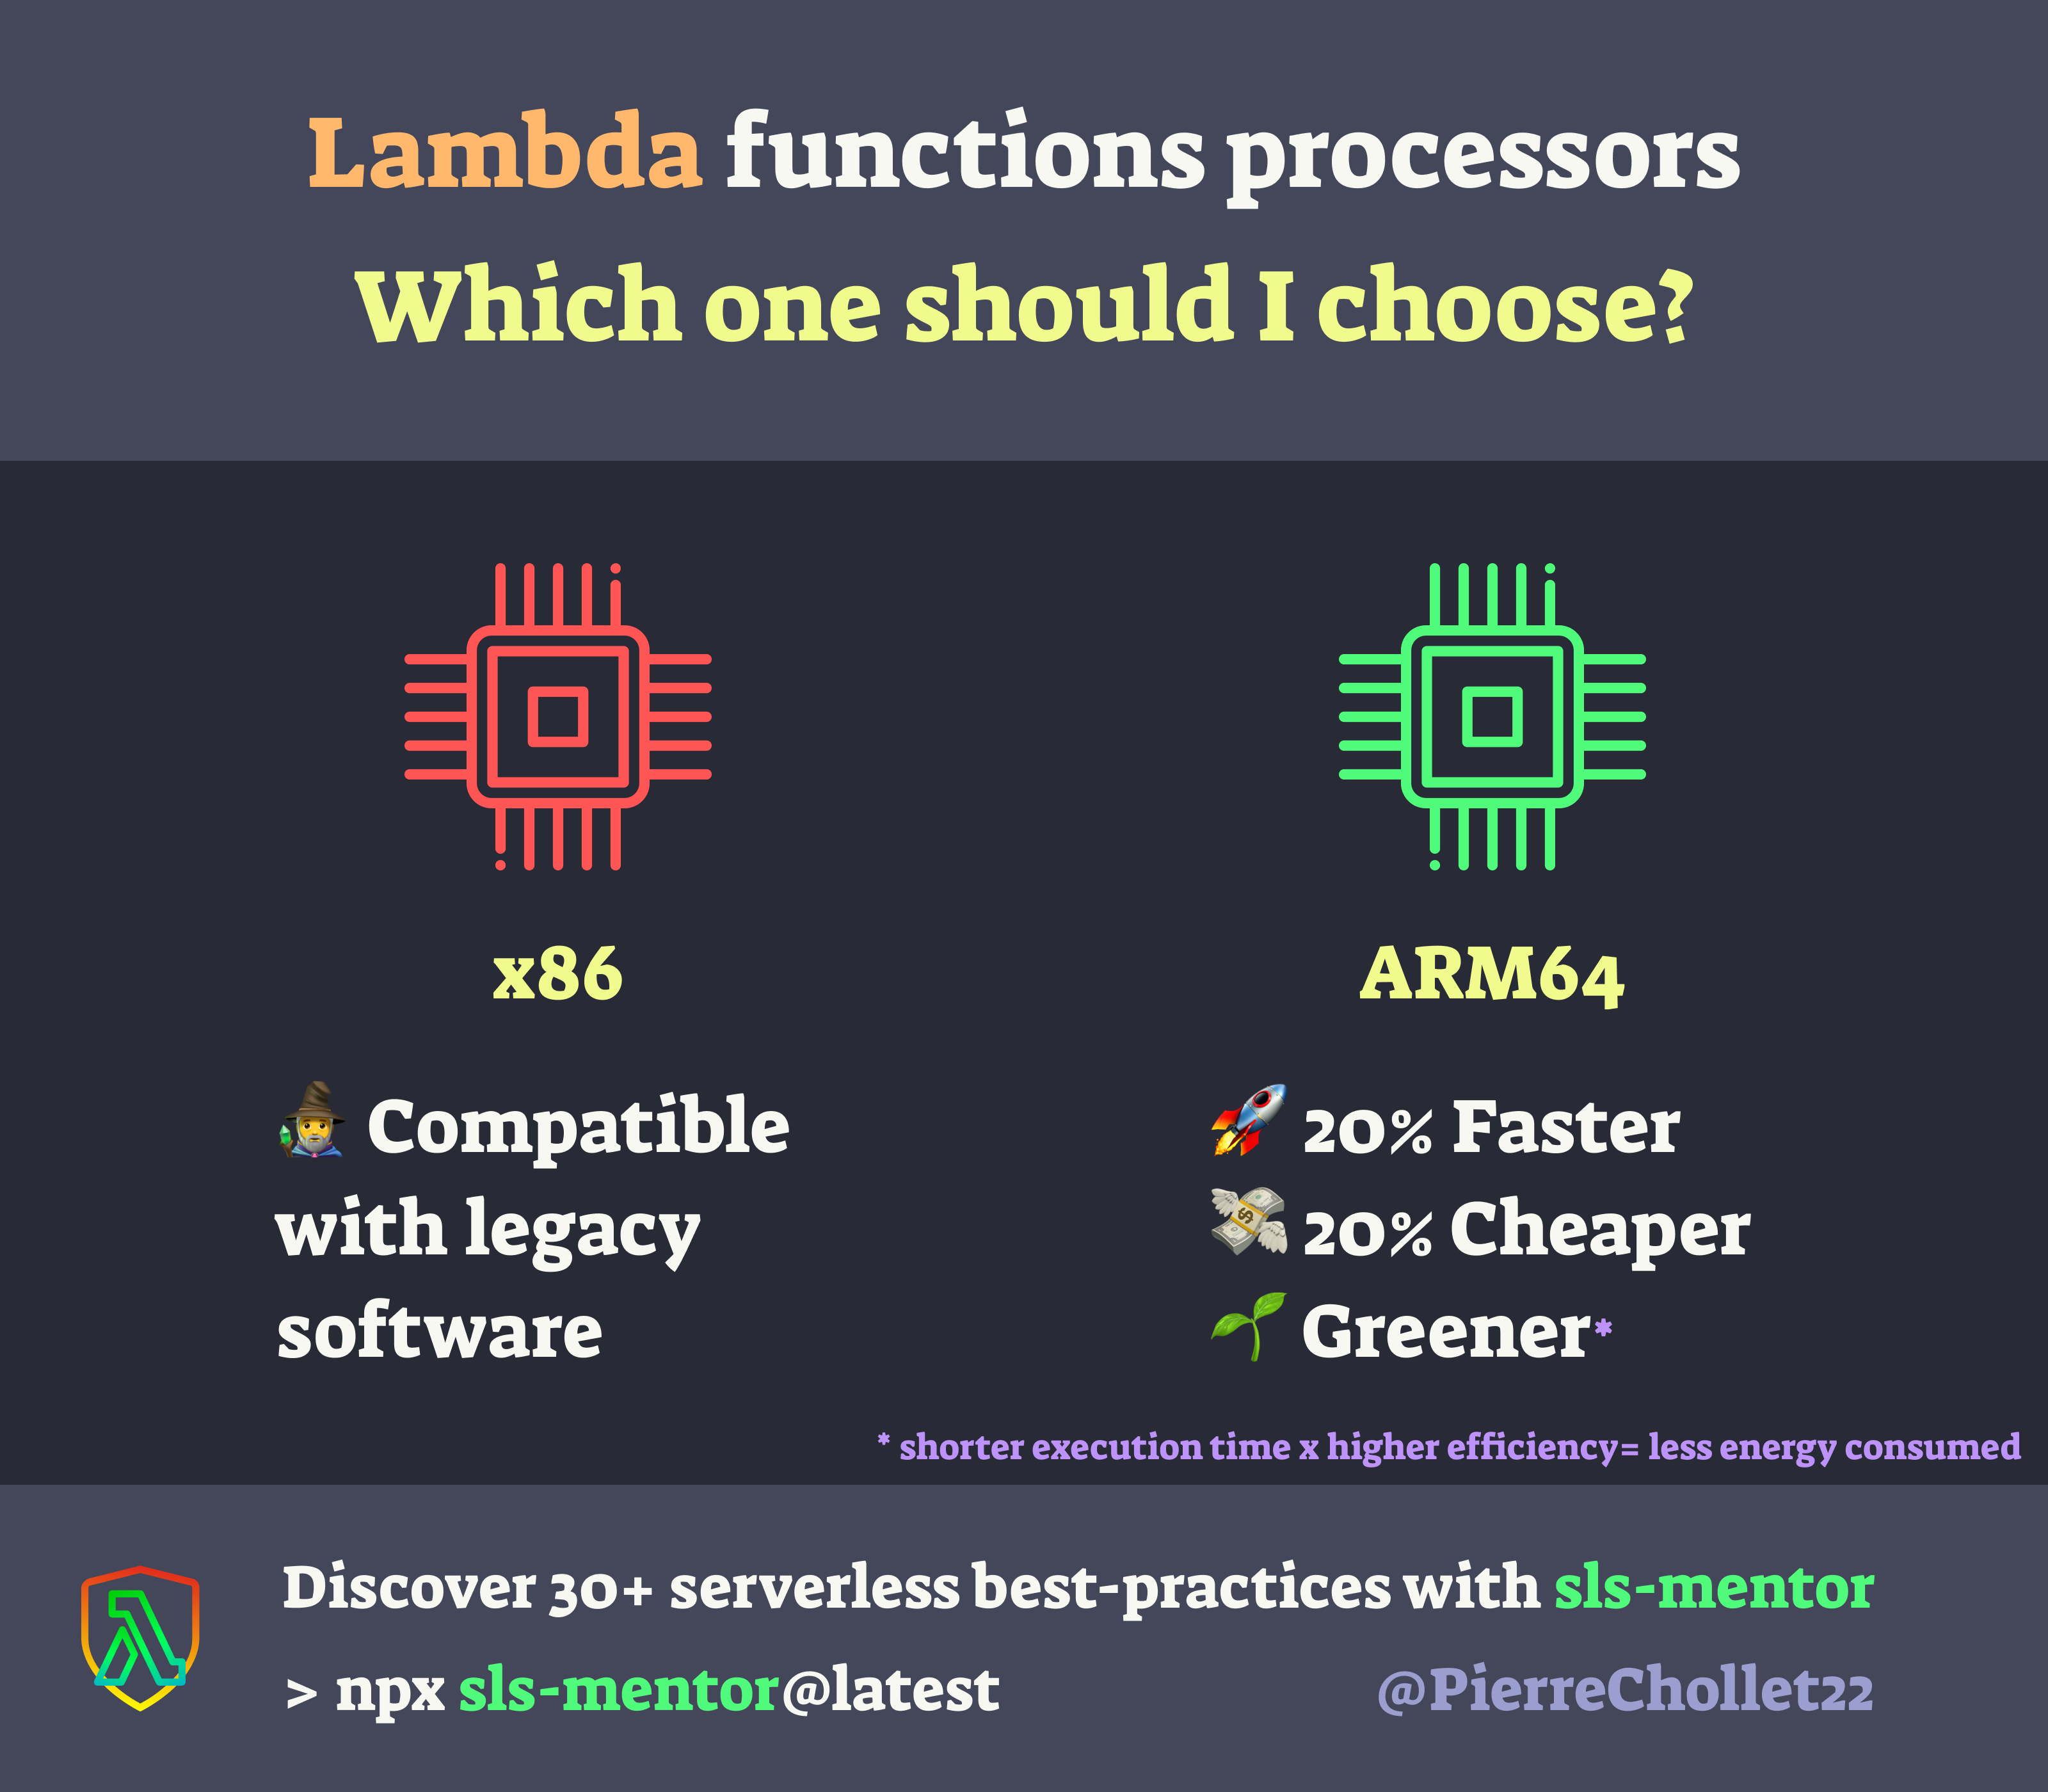 Lambda functions processors
Which one should I choose?
x86
ARM64
Compatible
with legacy
software
20% Faster
20% Cheaper
Greener*
* shorter execution time x higher efficiency= less energy consumed
Discover 30+ serverless best-practices with sls-mentor
> npx sls-mentor@latest
@PierreChollet22